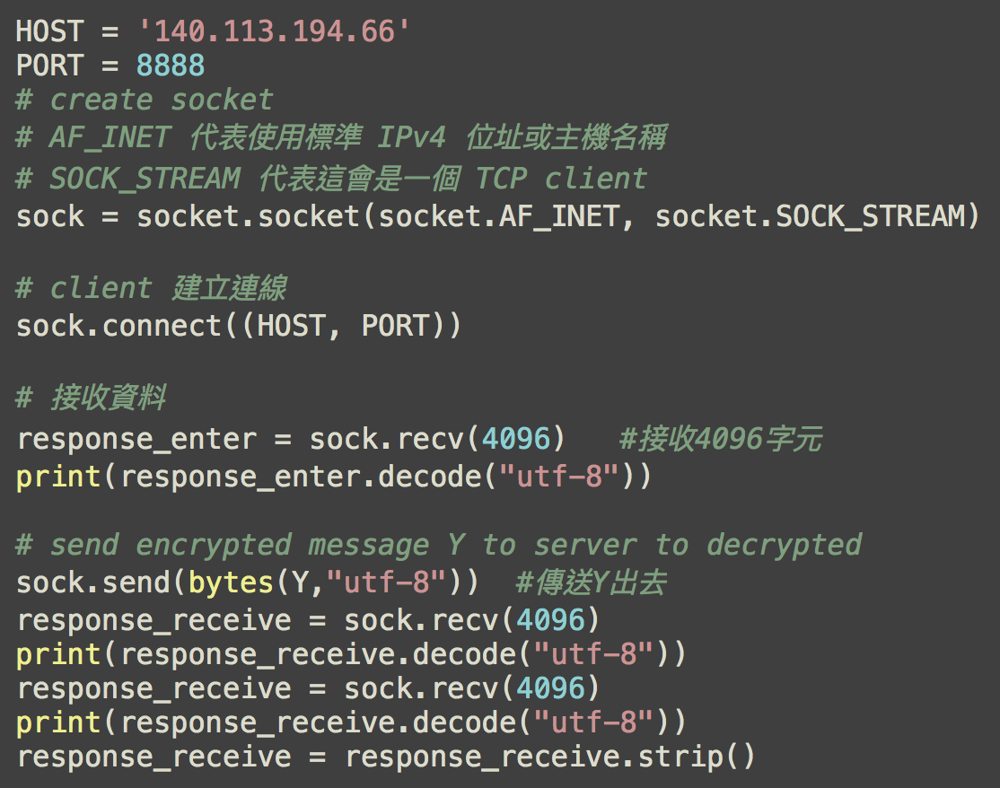 HOST = '140.113.194.66'
PORT = 8888
# create socket
# AF_INET 代表使用標準 IPv4 位址或主機名稱
# SOCK_STREAM 代表這會是一個 TCP client
sock = socket.socket(socket.AF_INET, socket.SOCK_STREAM)
# client 建立連線
sock.connect((HOST, PORT))
# 接收資料
response_enter = sock.recv(4096)   #接收4096字元
print(response_enter.decode("utf-8"))
# send encrypted message Y to server to decrypted
sock.send(bytes(Y,"utf-8"))  #傳送Y出去
response_receive = sock.recv(4096)
print(response_receive.decode("utf-8"))
response_receive = sock.recv(4096)
print(response_receive.decode("utf-8"))
response_receive = response_receive.strip()